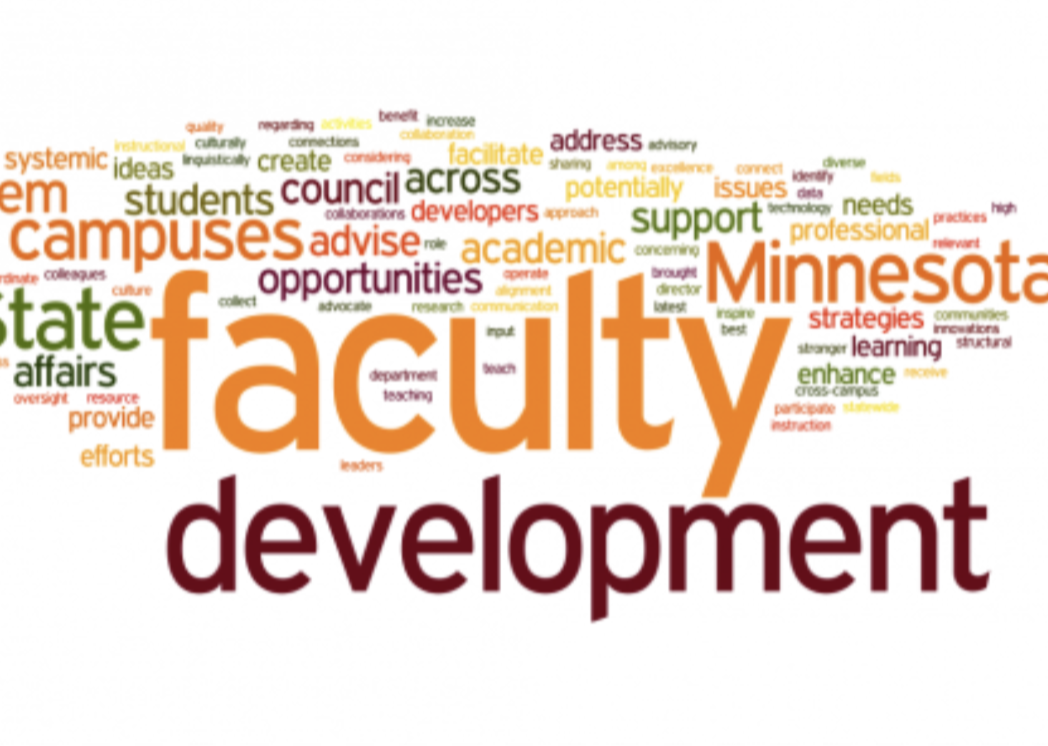 benefit increase
quality regarding activities
collaboration
address advisory
instructional culturally connections
systemic ideas linguistically create considering facilitate sharing among excellence connect diverse
em students council across potentially issues identify fields
data
campuses collaborations developers approach support technology needs practices high
advise role academic concerning professional relevant
rdinate colleagues opportunities operate brought Minnesota
culture alignment director
State collect advocate research communication latest inspire strategies communities
faculty input best innovations
affairs department teach stronger learning structural
oversight resource teaching enhance receive
cross-campus
provide participate statewide
instruction
efforts leaders
development